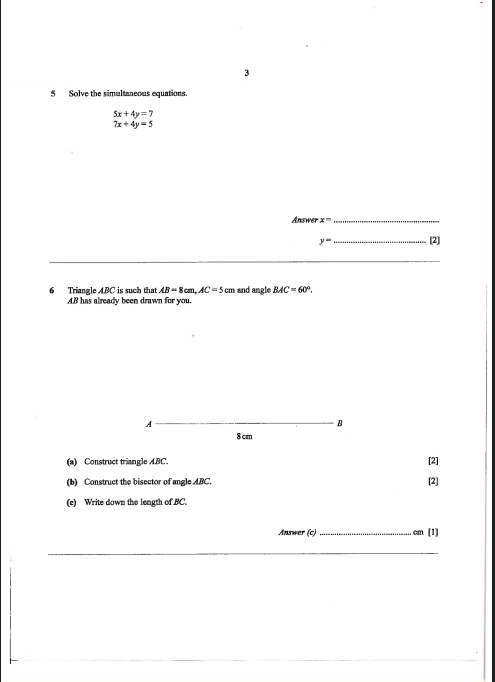 3
5 Solve the simultaneous equations.
5x + 4y = 7
7x + 4y = 5
Answer x = ................................................
y = .......................................... [2]
6 Triangle ABC is such that AB = 8 cm, AC = 5 cm and angle BAC = 60°.
AB has already been drawn for you.
A B
8 cm
(a) Construct triangle ABC. [2]
(b) Construct the bisector of angle ABC. [2]
(c) Write down the length of BC.
Answer (c) .......................................... cm [1]